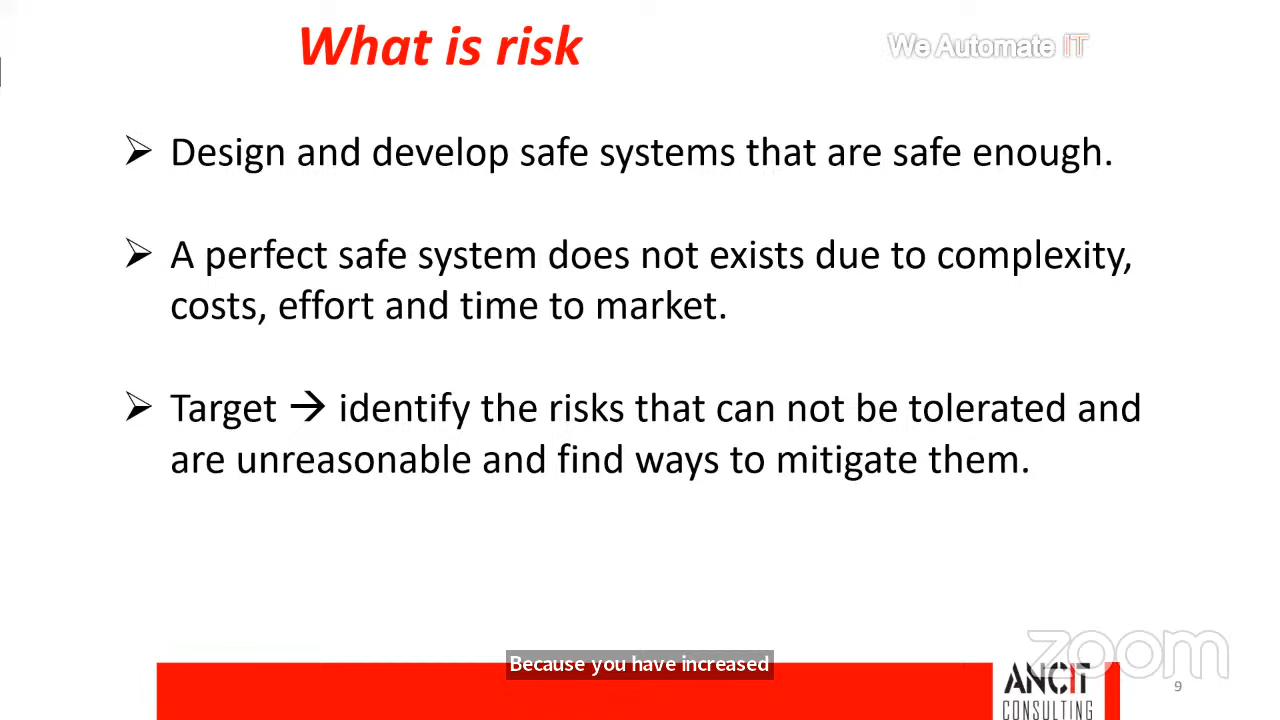 What is risk
We Automate IT
➢ Design and develop safe systems that are safe enough.
➢ A perfect safe system does not exists due to complexity,
costs, effort and time to market.
➢ Target → identify the risks that can not be tolerated and
are unreasonable and find ways to mitigate them.
Because you have increased
zoom
ANCIT
CONSULTING
9